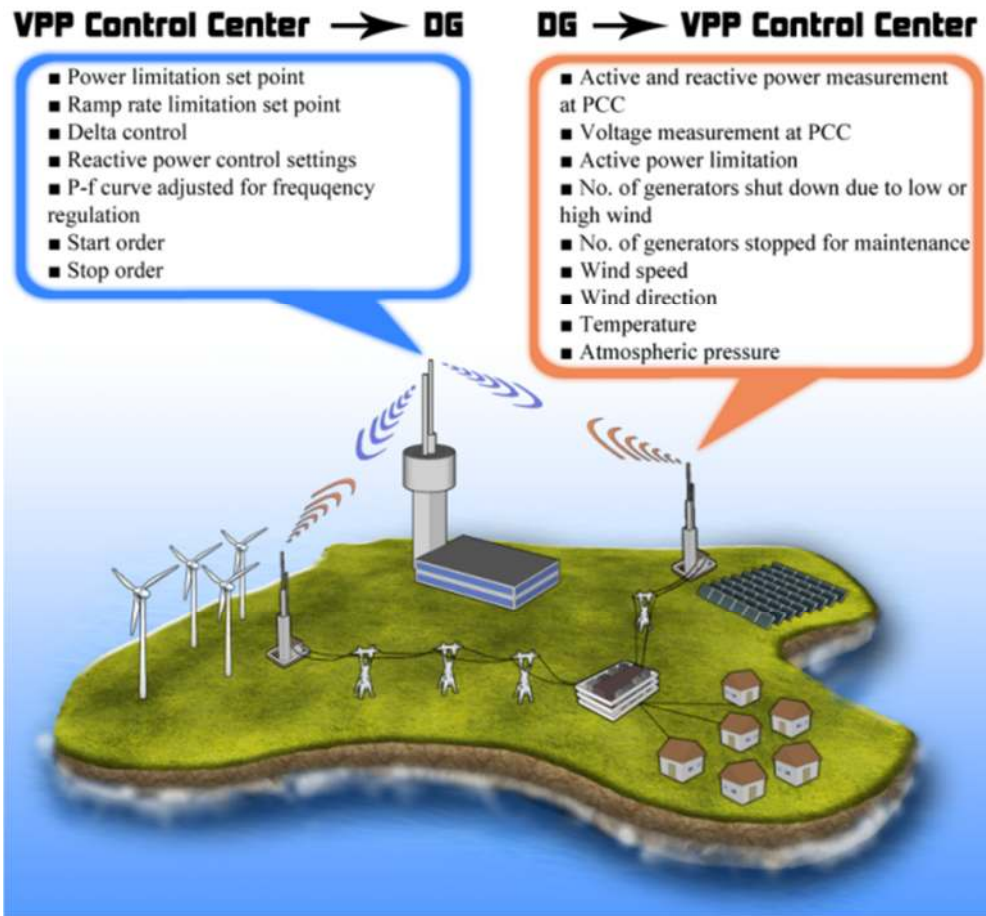 VPP Control Center → DG
■ Power limitation set point
■ Ramp rate limitation set point
■ Delta control
■ Reactive power control settings
■ P-f curve adjusted for frequqency
regulation
■ Start order
■ Stop order
DG → VPP Control Center
■ Active and reactive power measurement
at PCC
■ Voltage measurement at PCC
■ Active power limitation
■ No. of generators shut down due to low or
high wind
■ No. of generators stopped for maintenance
■ Wind speed
■ Wind direction
■ Temperature
■ Atmospheric pressure